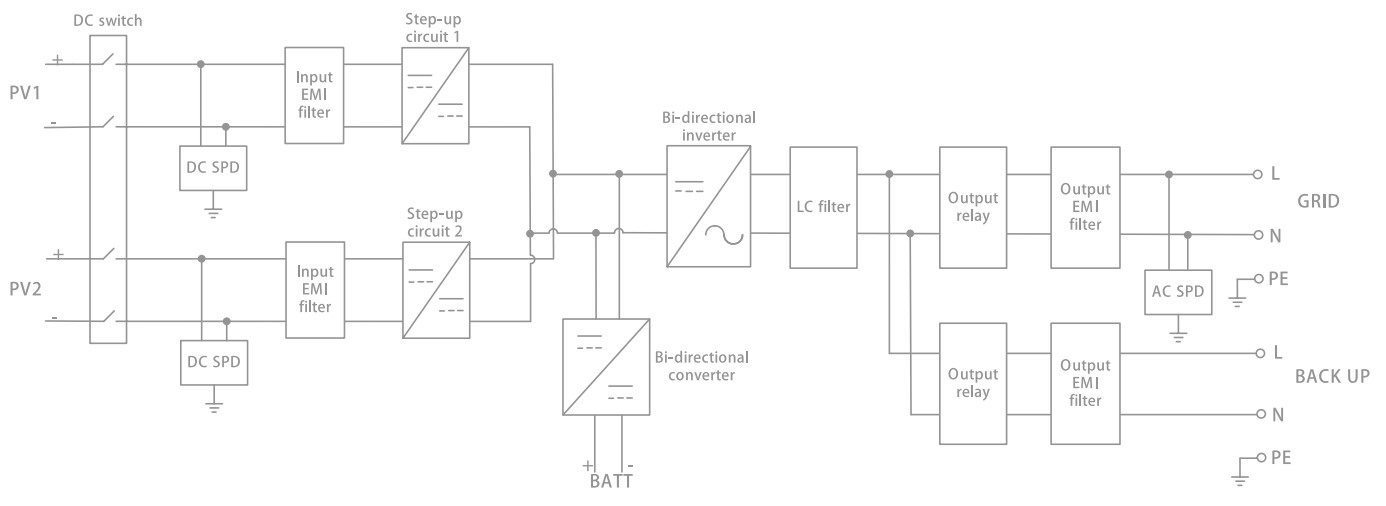 DC switch
Step-up
circuit 1
+
PV1
-
Input
EMI
filter
DC SPD
Step-up
circuit 2
+
PV2
-
Input
EMI
filter
DC SPD
Bi-directional
inverter
LC filter
Output
relay
Output
EMI
filter
L
GRID
N
PE
AC SPD
Bi-directional
converter
+
-
BATT
Output
relay
Output
EMI
filter
L
BACK UP
N
PE